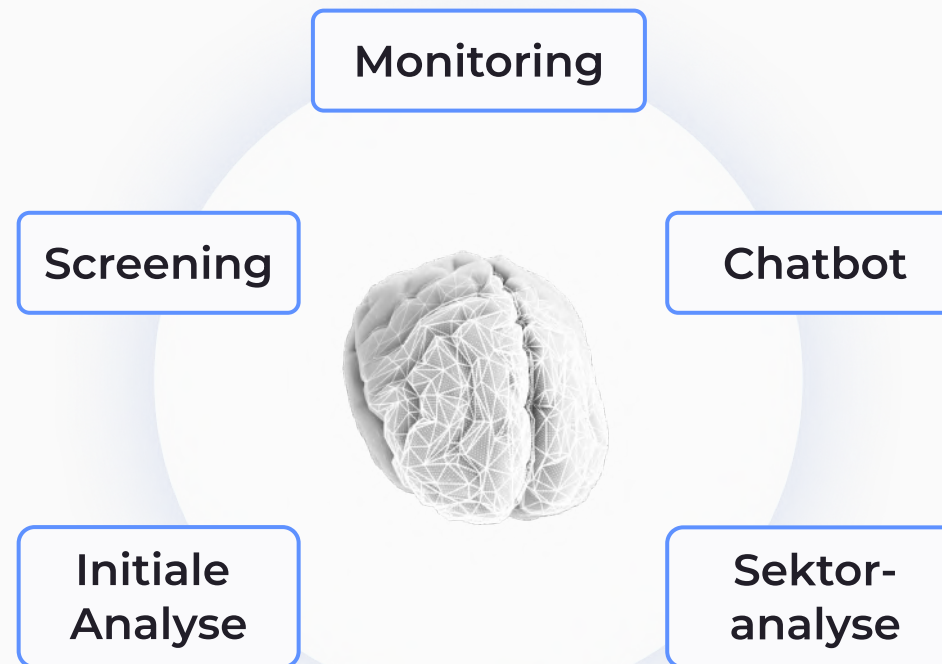 Monitoring
Screening
Chatbot
Initiale
Analyse
Sektor-
analyse